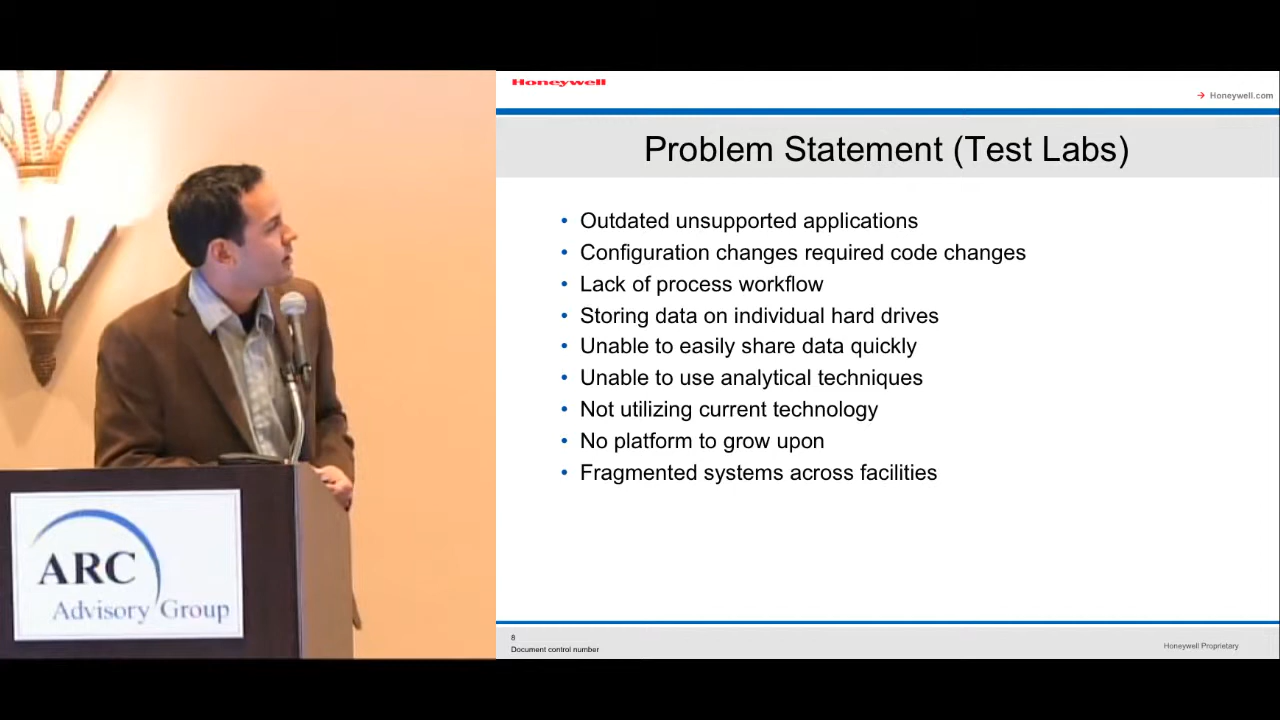 Honeywell
→ Honeywell.com
Problem Statement (Test Labs)
• Outdated unsupported applications
• Configuration changes required code changes
• Lack of process workflow
• Storing data on individual hard drives
• Unable to easily share data quickly
• Unable to use analytical techniques
• Not utilizing current technology
• No platform to grow upon
• Fragmented systems across facilities
ARC
Advisory Group
8
Document control number
Honeywell Proprietary